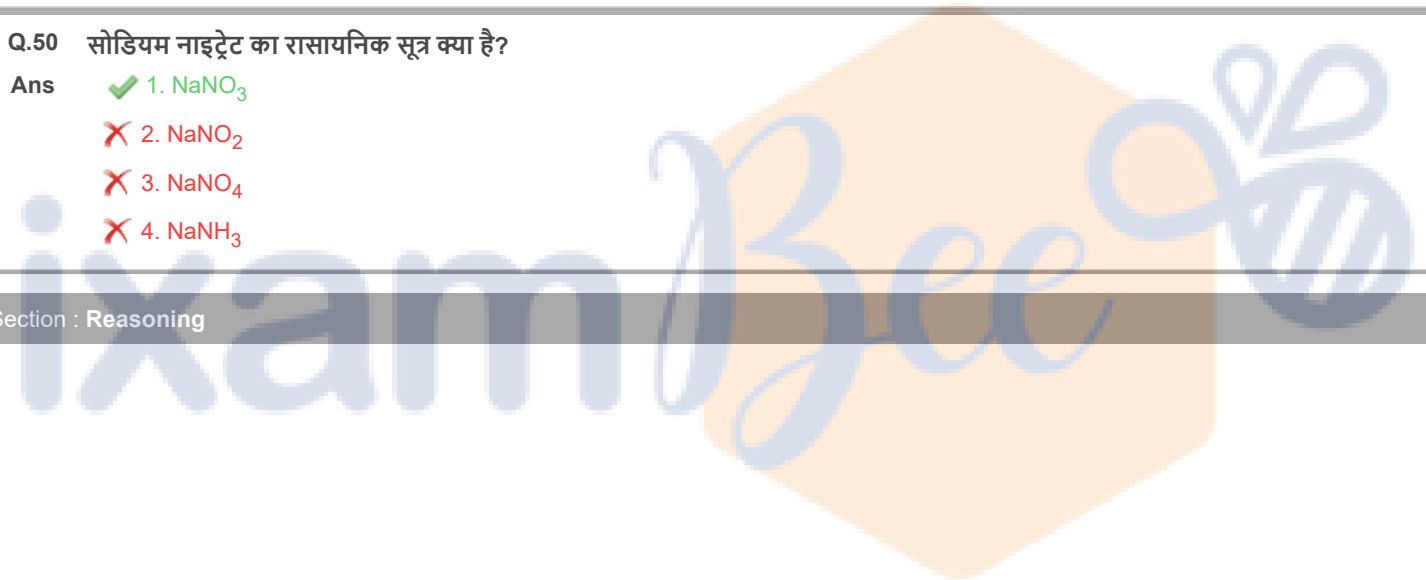 Q.50 सोडियम नाइट्रेट का रासायनिक सूत्र क्या है?
Ans 1. NaNO₃
2. NaNO₂
3. NaNO₄
4. NaNH₃
Section : Reasoning
ixamBee